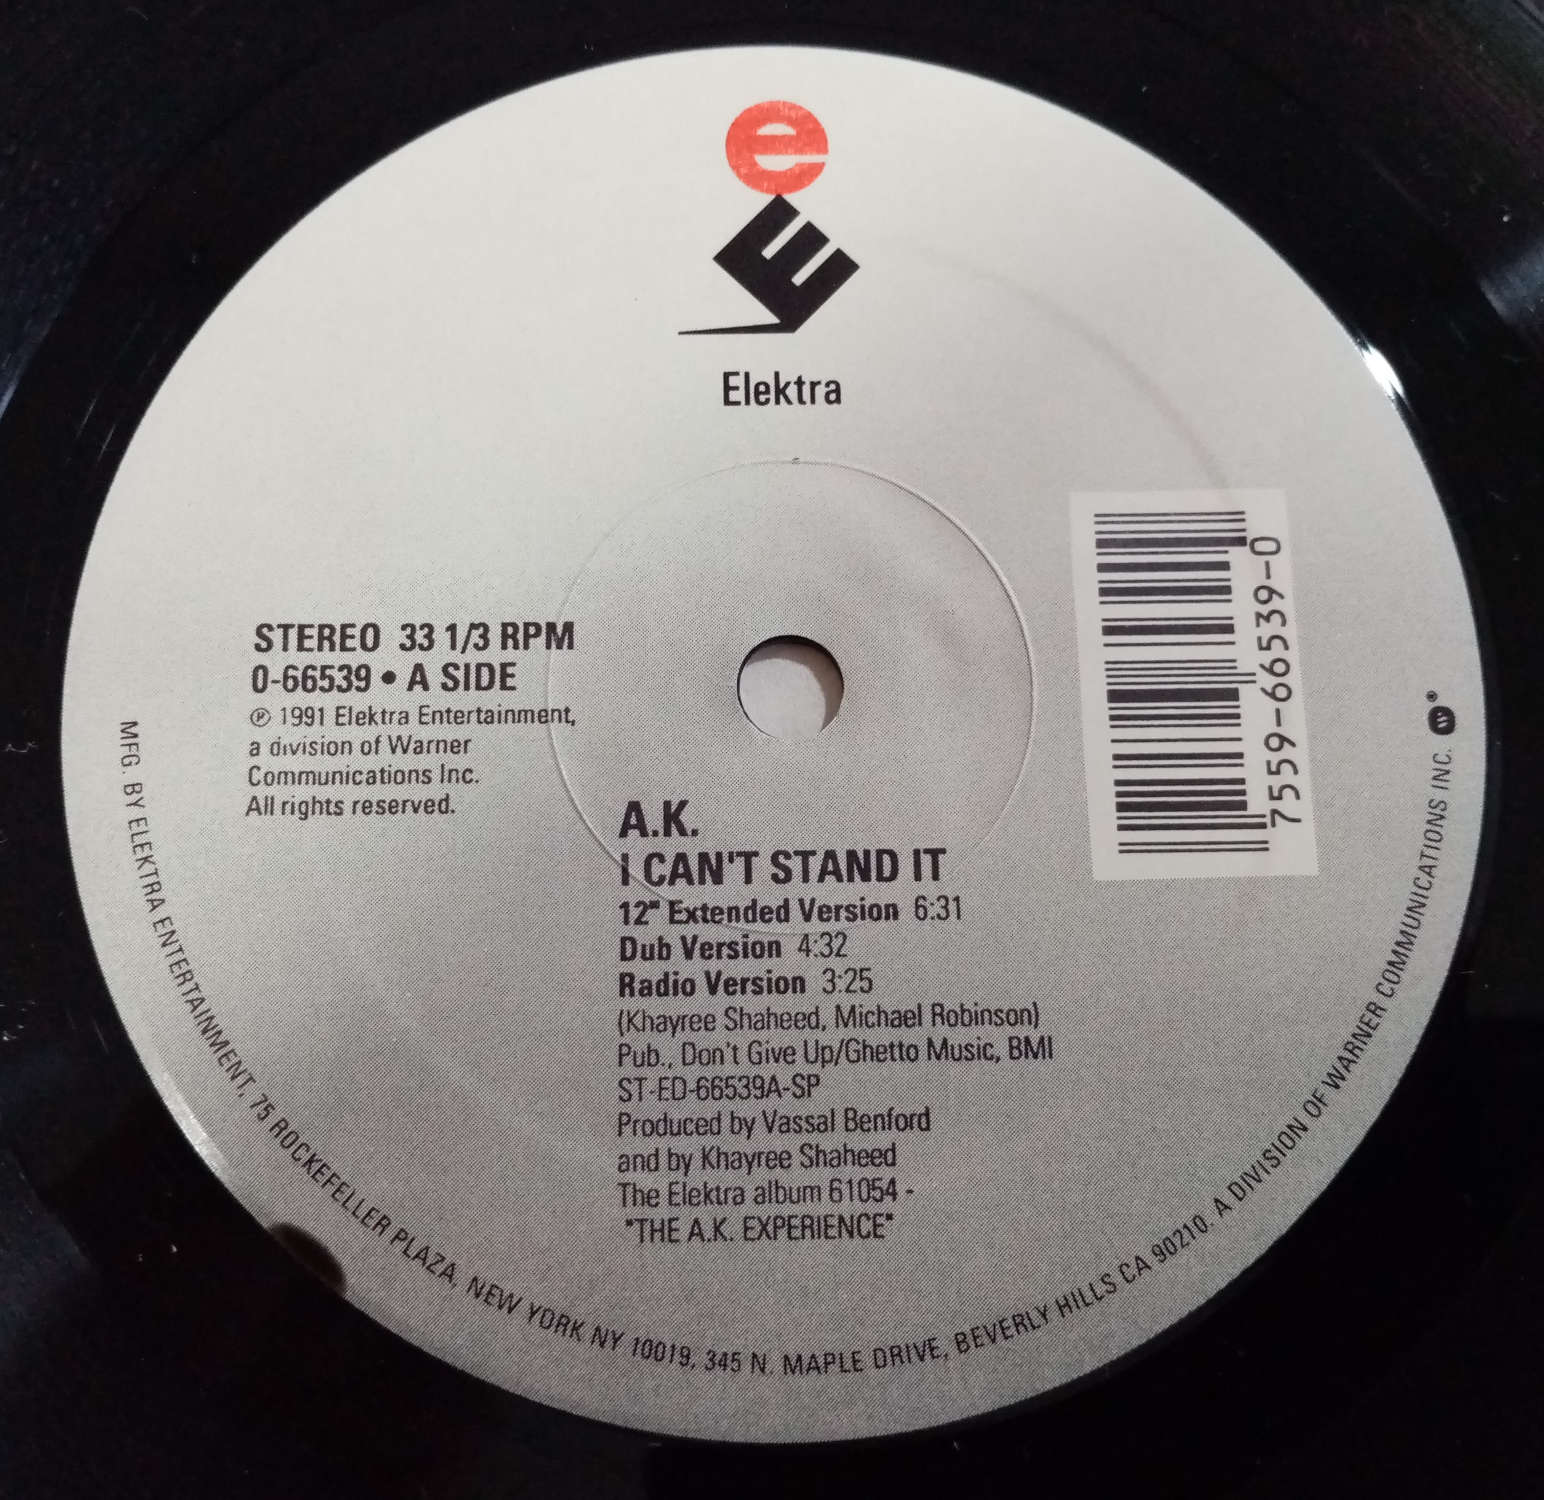 e
E
Elektra
STEREO 33 1/3 RPM
0-66539 • A SIDE
℗ 1991 Elektra Entertainment,
a division of Warner
Communications Inc.
All rights reserved.
7559-66539-0
A.K.
I CAN'T STAND IT
12" Extended Version 6:31
Dub Version 4:32
Radio Version 3:25
(Khayree Shaheed, Michael Robinson)
Pub., Don't Give Up/Ghetto Music, BMI
ST-ED-66539A-SP
Produced by Vassal Benford
and by Khayree Shaheed
The Elektra album 61054 -
"THE A.K. EXPERIENCE"
MFG. BY ELEKTRA ENTERTAINMENT, 75 ROCKEFELLER PLAZA, NEW YORK NY 10019, 345 N. MAPLE DRIVE, BEVERLY HILLS CA 90210. A DIVISION OF WARNER COMMUNICATIONS INC. W®